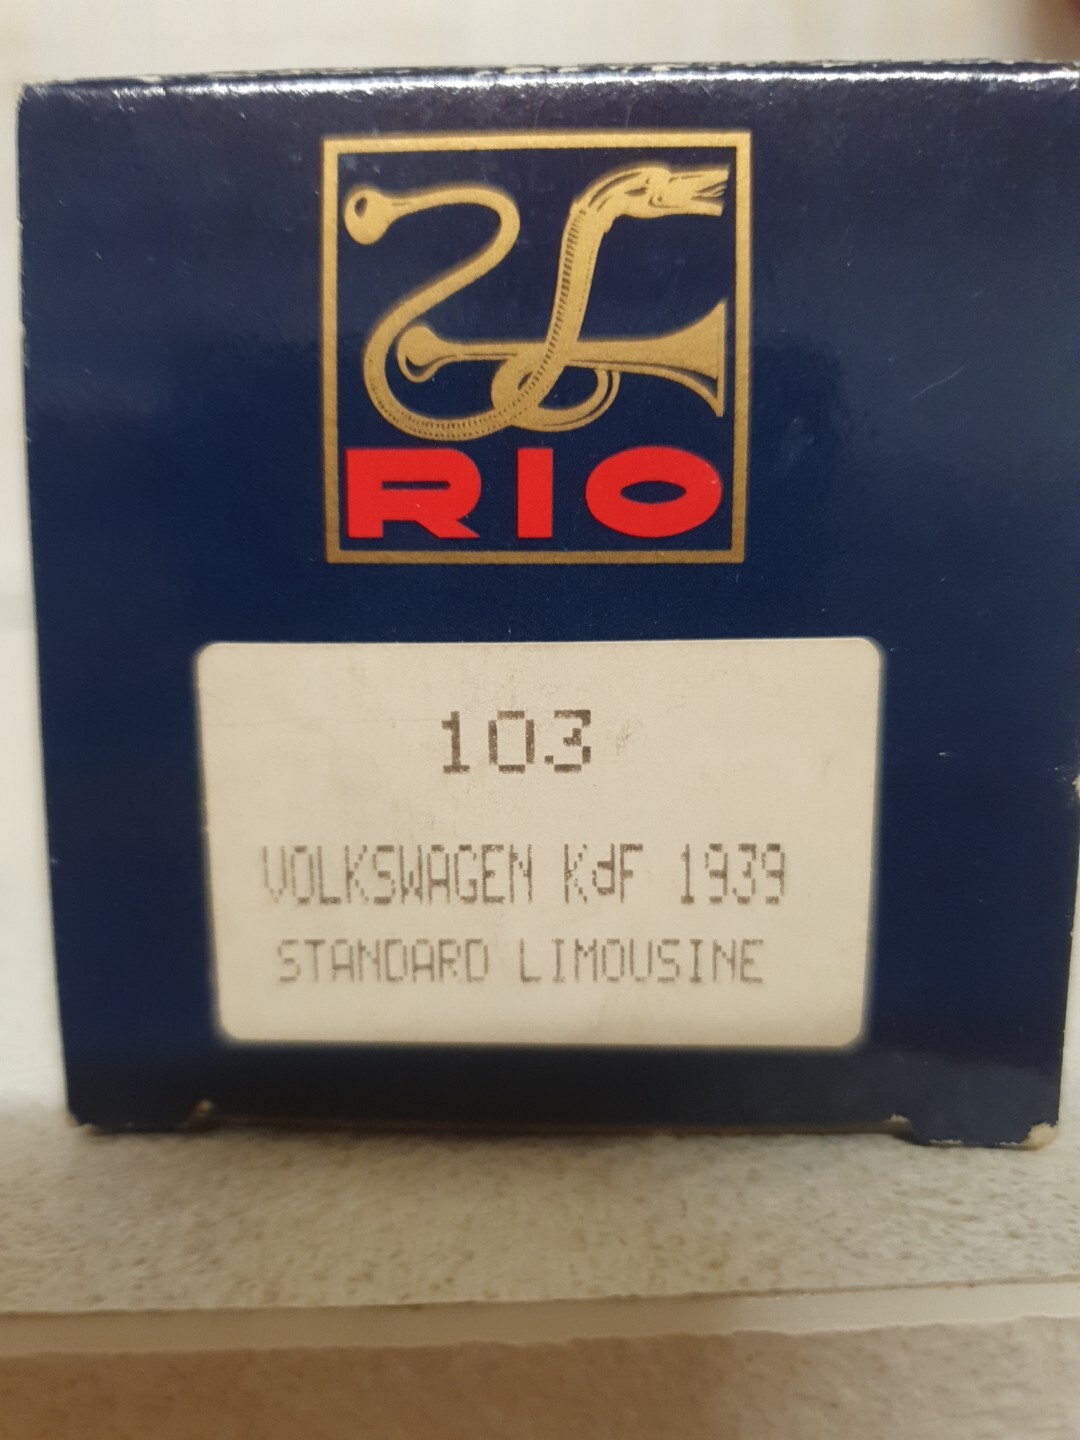 RIO
103
VOLKSWAGEN KdF 1939
STANDARD LIMOUSINE